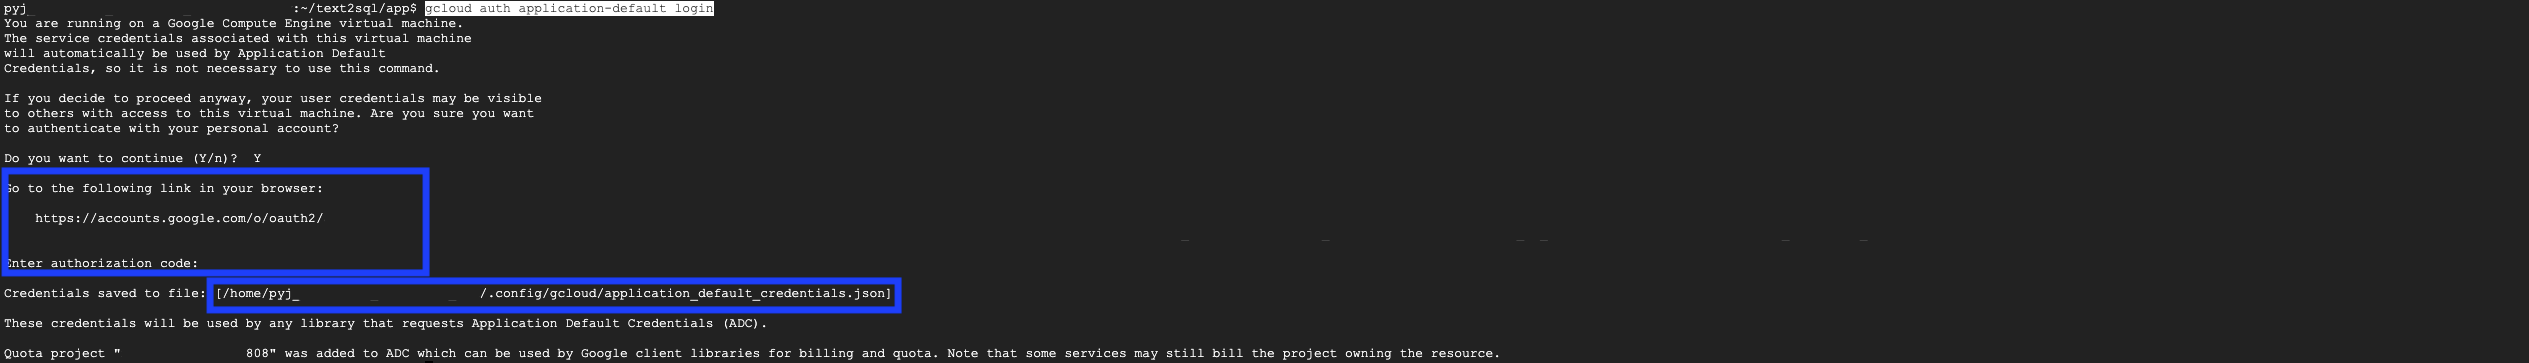 pyj_ _ _ :~/text2sql/app$ gcloud auth application-default login
You are running on a Google Compute Engine virtual machine.
The service credentials associated with this virtual machine
will automatically be used by Application Default
Credentials, so it is not necessary to use this command.
If you decide to proceed anyway, your user credentials may be visible
to others with access to this virtual machine. Are you sure you want
to authenticate with your personal account?
Do you want to continue (Y/n)?  Y
Go to the following link in your browser:
https://accounts.google.com/o/oauth2/
Enter authorization code:
Credentials saved to file: [/home/pyj_ _ _ /.config/gcloud/application_default_credentials.json]
These credentials will be used by any library that requests Application Default Credentials (ADC).
Quota project " 808" was added to ADC which can be used by Google client libraries for billing and quota. Note that some services may still bill the project owning the resource.